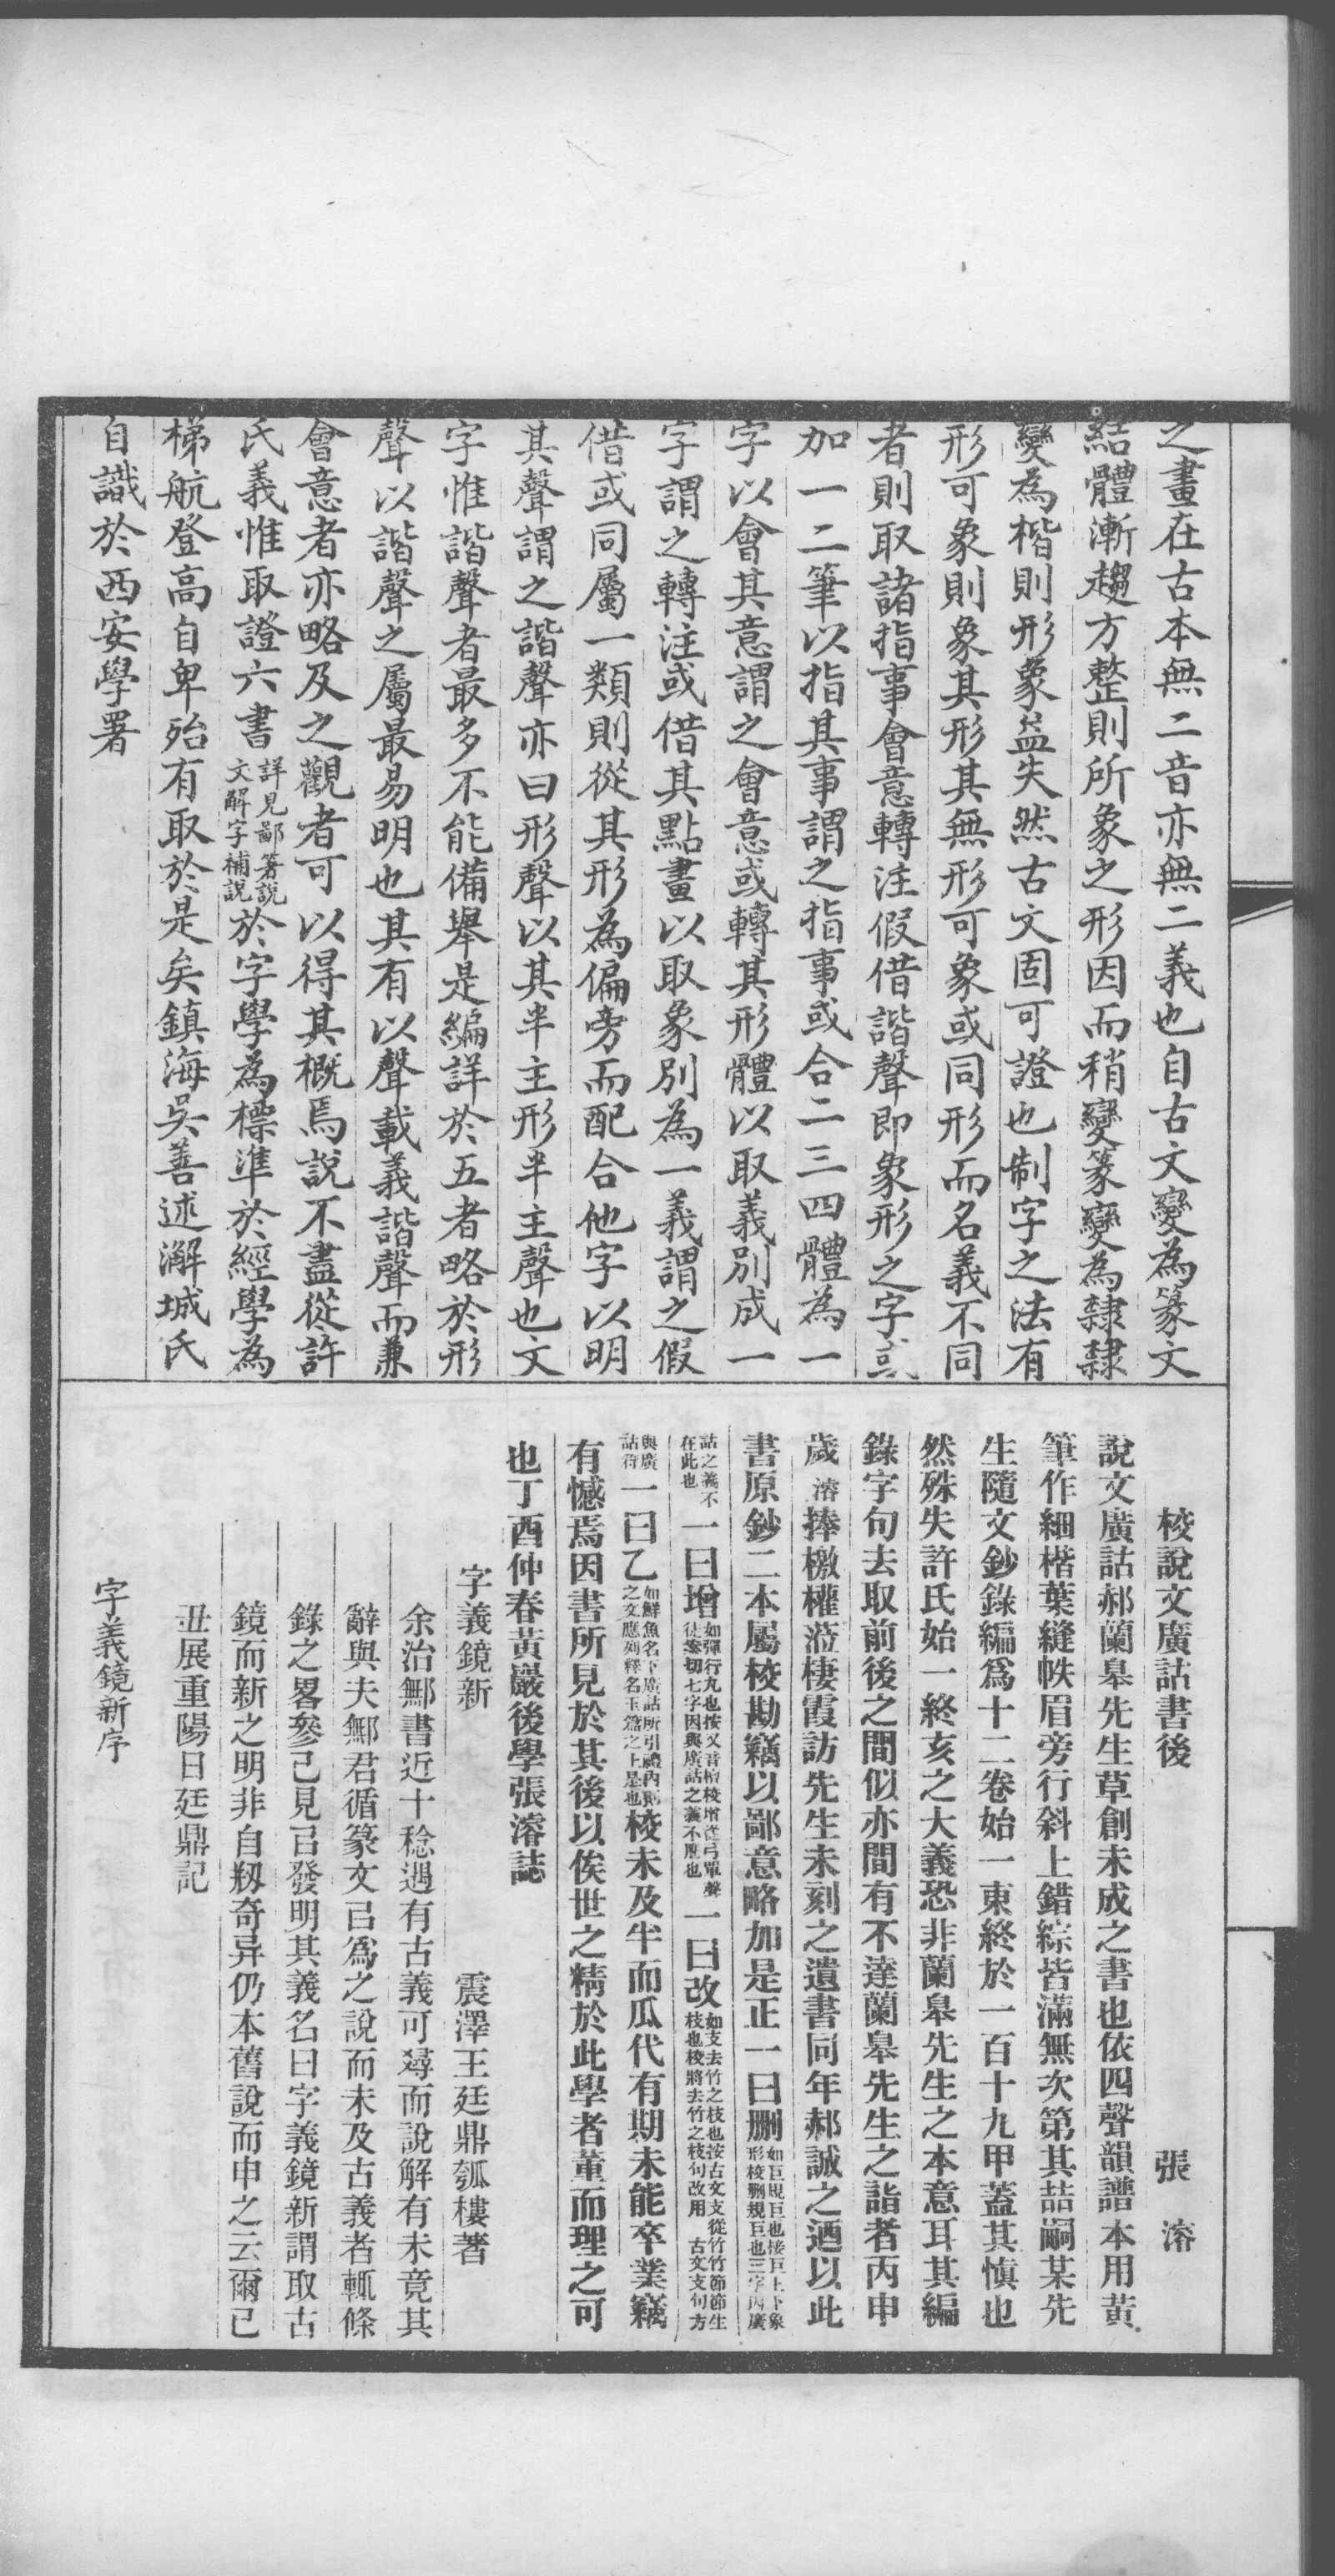 之畫在古本無二音亦無二義也自古文變為篆文
結體漸趨方整則所象之形因而稍變篆變為隸隸
變為楷則形象益失然古文固可證也制字之法有
形可象則象其形其無形可象或同形而名義不同
者則取諸指事會意轉注假借諧聲即象形之字或
加一二筆以指其事謂之指事或合二三四體為一
字以會其意謂之會意或轉其形體以取義別成一
字謂之轉注或借其點畫以取象別為一義謂之假
借或同屬一類則從其形為偏旁而配合他字以明
其聲謂之諧聲亦曰形聲以其半主形半主聲也文
字惟諧聲者最多不能備舉是編詳於五者略於形
聲以諧聲之屬最易明也其有以聲載義諧聲而兼
會意者亦略及之觀者可以得其概焉說不盡從許
氏義惟取證六書詳見鄙箸說文解字補說於字學為標準於經學為
梯航登高自卑殆有取於是矣鎮海吳善述澥城氏
自識於西安學署
校說文廣詁書後 張濬
說文廣詁郝蘭皋先生草創未成之書也依四聲韻譜本用黃
筆作細楷葉縫帙眉旁行斜上錯綜皆滿無次第其喆嗣某先
生隨文鈔錄編爲十二卷始一東終於一百十九甲蓋其慎也
然殊失許氏始一終亥之大義恐非蘭皋先生之本意耳其編
錄字句去取前後之間似亦間有不達蘭皋先生之詣者丙申
歲濬捧檄權蒞棲霞訪先生未刻之遺書同年郝誠之迺以此
書原鈔二本屬校勘竊以鄙意略加是正一曰刪如巨規巨也按巨上下象形校刪規巨也三字因廣
詁之義不在此也一曰增如彈行丸也按又音校增從弓單聲徒案切七字因與廣詁之義不應也一曰改如支去竹之枝也按古文支從竹竹節節生枝也校將去竹之枝句改用古文支句方
與廣詁符一曰乙如鮮魚名下廣詁所引禮內則之文應列釋名玉篇之上是也校未及半而瓜代有期未能卒業竊
有憾焉因書所見於其後以俟世之精於此學者董而理之可
也丁酉仲春黃巖後學張濬誌
字義鏡新 震澤王廷鼎瓠樓著
余治鄦書近十稔遇有古義可㝷而說解有未竟其
辭與夫鄦君循篆文㠯爲之說而未及古義者輒條
錄之畧參己見㠯發明其義名曰字義鏡新謂取古
鏡而新之明非自剏奇异仍本舊說而申之云爾已
丑展重陽日廷鼎記
字義鏡新序